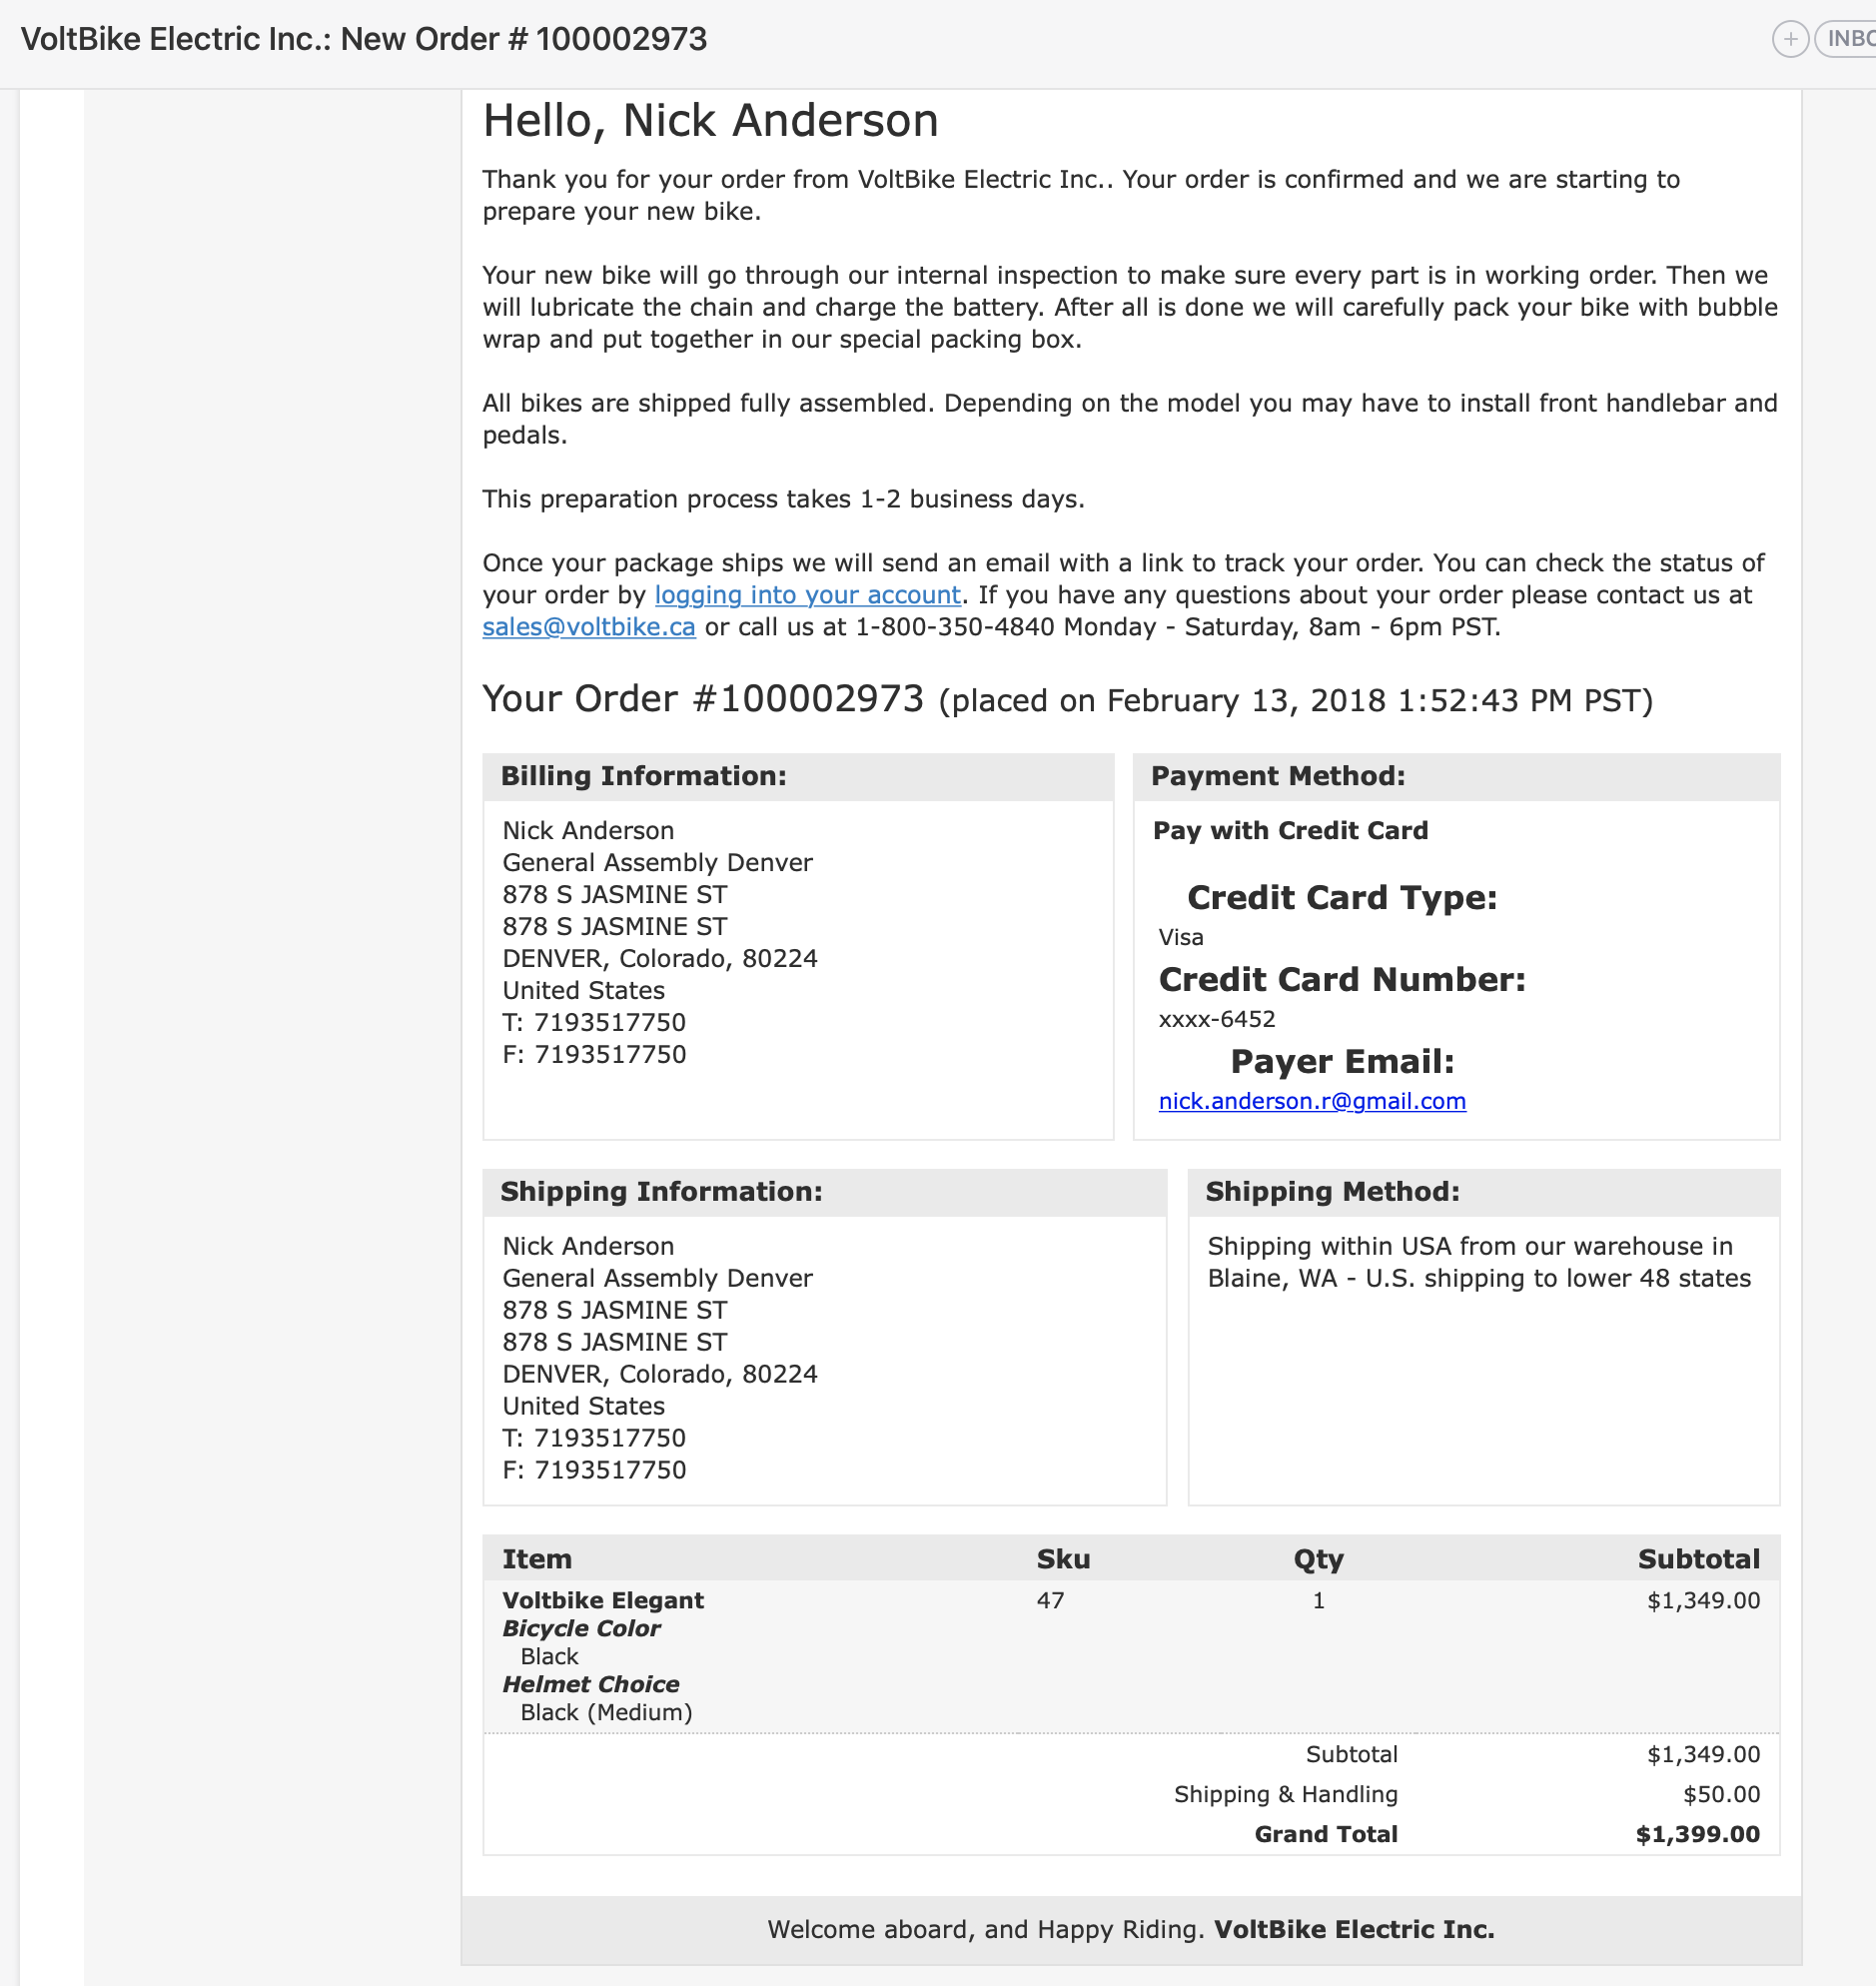 VoltBike Electric Inc.: New Order # 100002973
+ INBO
Hello, Nick Anderson
Thank you for your order from VoltBike Electric Inc.. Your order is confirmed and we are starting to
prepare your new bike.
Your new bike will go through our internal inspection to make sure every part is in working order. Then we
will lubricate the chain and charge the battery. After all is done we will carefully pack your bike with bubble
wrap and put together in our special packing box.
All bikes are shipped fully assembled. Depending on the model you may have to install front handlebar and
pedals.
This preparation process takes 1-2 business days.
Once your package ships we will send an email with a link to track your order. You can check the status of
your order by logging into your account. If you have any questions about your order please contact us at
sales@voltbike.ca or call us at 1-800-350-4840 Monday - Saturday, 8am - 6pm PST.
Your Order #100002973 (placed on February 13, 2018 1:52:43 PM PST)
Billing Information:
Nick Anderson
General Assembly Denver
878 S JASMINE ST
878 S JASMINE ST
DENVER, Colorado, 80224
United States
T: 7193517750
F: 7193517750
Payment Method:
Pay with Credit Card
Credit Card Type:
Visa
Credit Card Number:
xxxx-6452
Payer Email:
nick.anderson.r@gmail.com
Shipping Information:
Nick Anderson
General Assembly Denver
878 S JASMINE ST
878 S JASMINE ST
DENVER, Colorado, 80224
United States
T: 7193517750
F: 7193517750
Shipping Method:
Shipping within USA from our warehouse in
Blaine, WA - U.S. shipping to lower 48 states
Item Sku Qty Subtotal
Voltbike Elegant 47 1 $1,349.00
Bicycle Color
Black
Helmet Choice
Black (Medium)
Subtotal $1,349.00
Shipping & Handling $50.00
Grand Total $1,399.00
Welcome aboard, and Happy Riding. VoltBike Electric Inc.